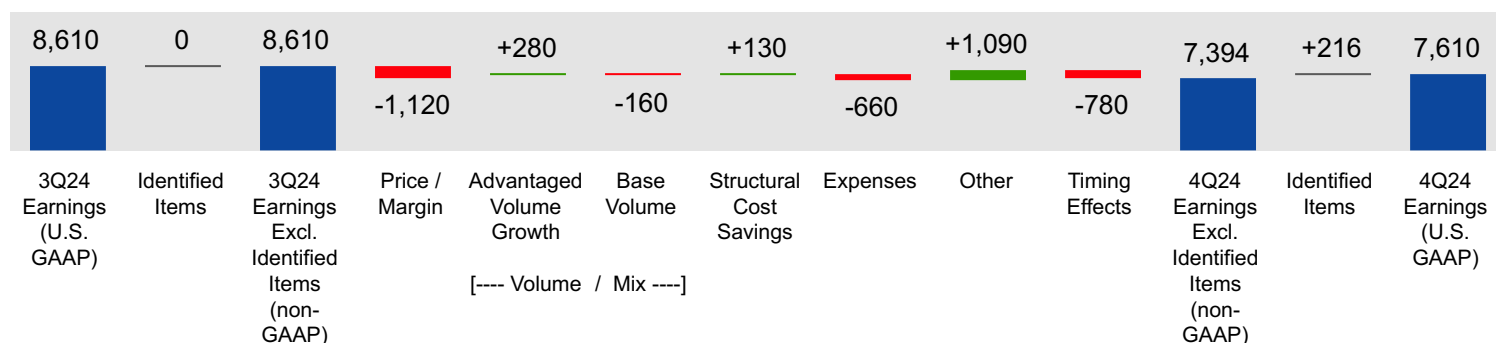 8,610
0
8,610
-1,120
+280
-160
+130
-660
+1,090
-780
7,394
+216
7,610
3Q24
Earnings
(U.S.
GAAP)
Identified
Items
3Q24
Earnings
Excl.
Identified
Items
(non-
GAAP)
Price /
Margin
Advantaged
Volume
Growth
Base
Volume
[---- Volume / Mix ----]
Structural
Cost
Savings
Expenses
Other
Timing
Effects
4Q24
Earnings
Excl.
Identified
Items
(non-
GAAP)
Identified
Items
4Q24
Earnings
(U.S.
GAAP)